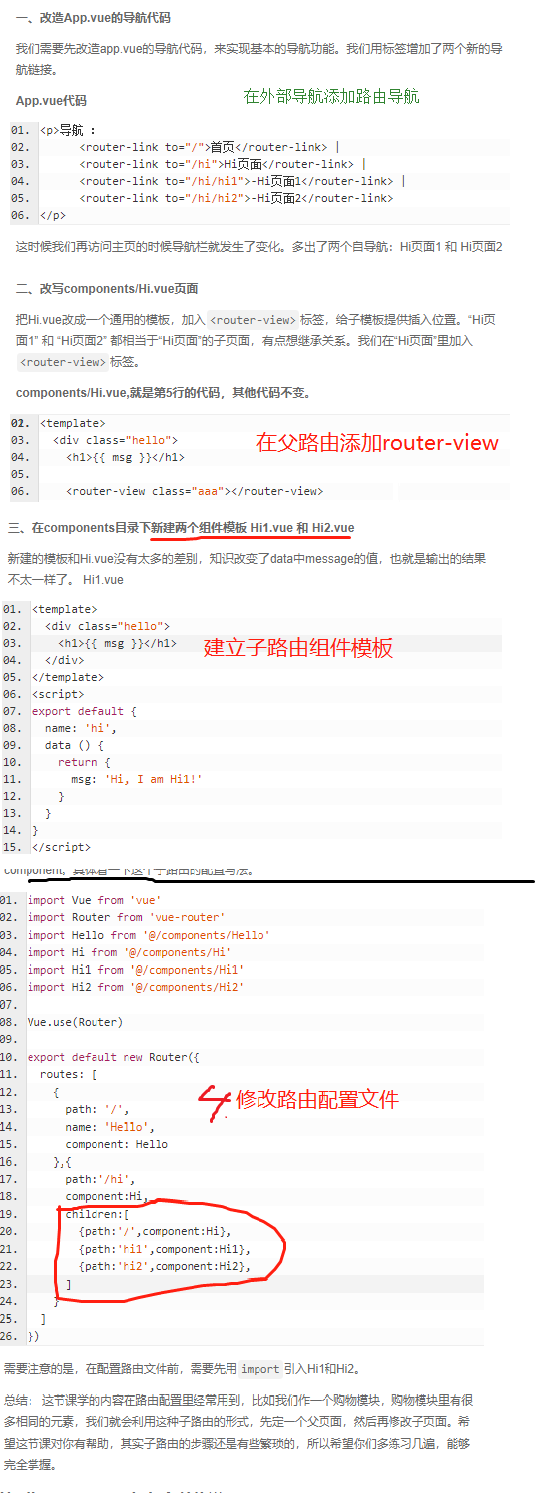 一、改造App.vue的导航代码
我们需要先改造app.vue的导航代码，来实现基本的导航功能。我们用标签增加了两个新的导
航链接。
App.vue代码
在外部导航添加路由导航
01. <p>导航 :
02. <router-link to="/">首页</router-link> |
03. <router-link to="/hi">Hi页面</router-link> |
04. <router-link to="/hi/hi1">-Hi页面1</router-link> |
05. <router-link to="/hi/hi2">-Hi页面2</router-link>
06. </p>
这时候我们再访问主页的时候导航栏就发生了变化。多出了两个自导航：Hi页面1 和 Hi页面2
二、改写components/Hi.vue页面
把Hi.vue改成一个通用的模板，加入<router-view>标签，给子模板提供插入位置。“Hi页
面1” 和 “Hi页面2” 都相当于“Hi页面”的子页面，有点想继承关系。我们在“Hi页面”里加入
<router-view>标签。
components/Hi.vue,就是第5行的代码，其他代码不变。
02. <template>
03. <div class="hello">
04. <h1>{{ msg }}</h1>
05.
06. <router-view class="aaa"></router-view>
在父路由添加router-view
三、在components目录下新建两个组件模板 Hi1.vue 和 Hi2.vue
新建的模板和Hi.vue没有太多的差别，知识改变了data中message的值，也就是输出的结果
不太一样了。 Hi1.vue
01. <template>
02. <div class="hello">
03. <h1>{{ msg }}</h1>
04. </div>
05. </template>
06. <script>
07. export default {
08. name: 'hi',
09. data () {
10. return {
11. msg: 'Hi, I am Hi1!'
12. }
13. }
14. }
15. </script>
建立子路由组件模板
component，具体看一下这个子路由的配置写法。
01. import Vue from 'vue'
02. import Router from 'vue-router'
03. import Hello from '@/components/Hello'
04. import Hi from '@/components/Hi'
05. import Hi1 from '@/components/Hi1'
06. import Hi2 from '@/components/Hi2'
07.
08. Vue.use(Router)
09.
10. export default new Router({
11. routes: [
12. {
13. path: '/',
14. name: 'Hello',
15. component: Hello
16. },{
17. path:'/hi',
18. component:Hi,
19. children:[
20. {path:'/',component:Hi},
21. {path:'hi1',component:Hi1},
22. {path:'hi2',component:Hi2},
23. ]
24. }
25. ]
26. })
4. 修改路由配置文件
需要注意的是，在配置路由文件前，需要先用import引入Hi1和Hi2。
总结： 这节课学的内容在路由配置里经常用到，比如我们作一个购物模块，购物模块里有很
多相同的元素，我们就会利用这种子路由的形式，先定一个父页面，然后再修改子页面。希
望这节课对你有帮助，其实子路由的步骤还是有些繁琐的，所以希望你们多练习几遍，能够
完全掌握。